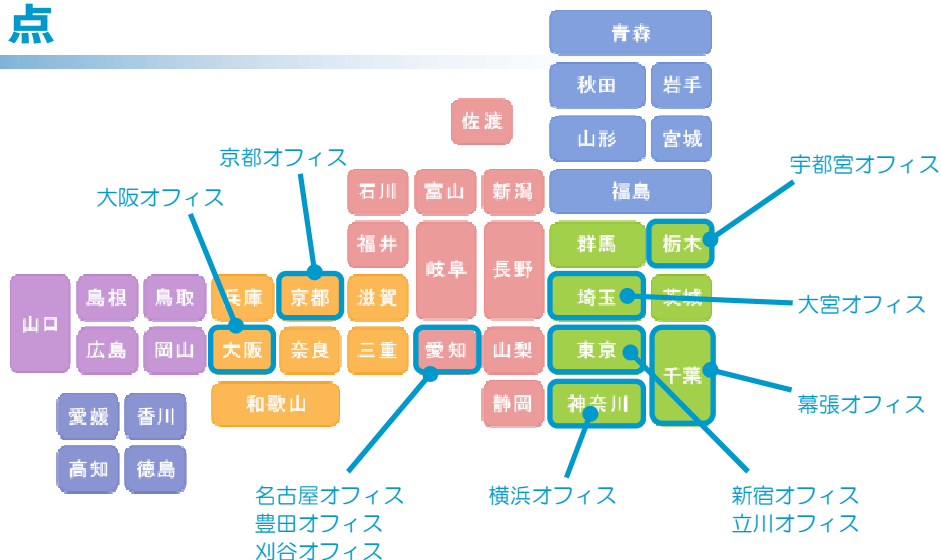 点
青森
秋田 岩手
佐渡
山形 宮城
京都オフィス
宇都宮オフィス
大阪オフィス
石川 富山 新潟 福島
福井 岐阜 長野 群馬 栃木
山口 島根 鳥取 兵庫 京都 滋賀 埼玉 茨城
大宮オフィス
広島 岡山 大阪 奈良 三重 愛知 山梨 東京 千葉
和歌山 静岡 神奈川
幕張オフィス
愛媛 香川
高知 徳島
名古屋オフィス
豊田オフィス
刈谷オフィス
横浜オフィス
新宿オフィス
立川オフィス